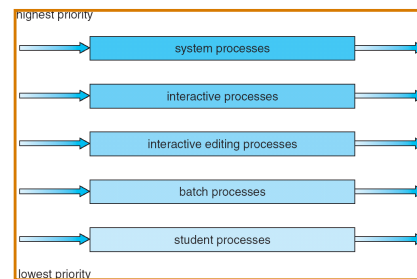 highest priority
system processes
interactive processes
interactive editing processes
batch processes
student processes
lowest priority